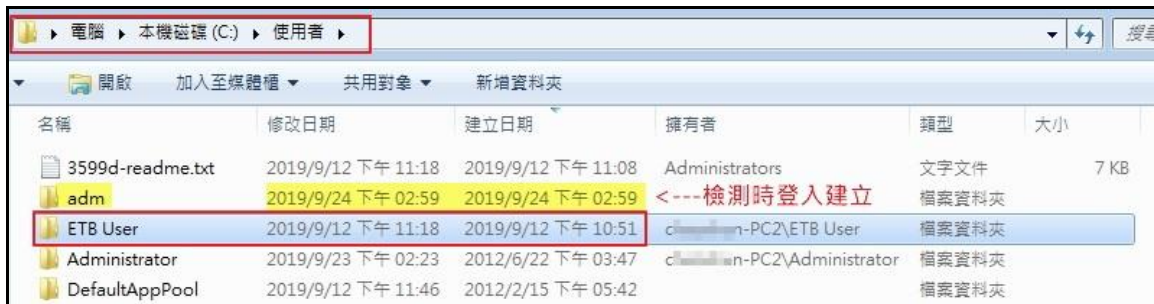 電腦 ▸ 本機磁碟 (C:) ▸ 使用者 ▸ 搜尋
開啟 加入至媒體櫃 ▼ 共用對象 ▼ 新增資料夾
名稱 修改日期 建立日期 擁有者 類型 大小
3599d-readme.txt 2019/9/12 下午 11:18 2019/9/12 下午 11:08 Administrators 文字文件 7 KB
adm 2019/9/24 下午 02:59 2019/9/24 下午 02:59 <---檢測時登入建立 檔案資料夾
ETB User 2019/9/12 下午 11:18 2019/9/12 下午 10:51 n-PC2\ETB User 檔案資料夾
Administrator 2019/9/23 下午 02:23 2012/6/22 下午 03:47 n-PC2\Administrator 檔案資料夾
DefaultAppPool 2019/9/12 下午 11:46 2012/2/15 下午 05:42 檔案資料夾